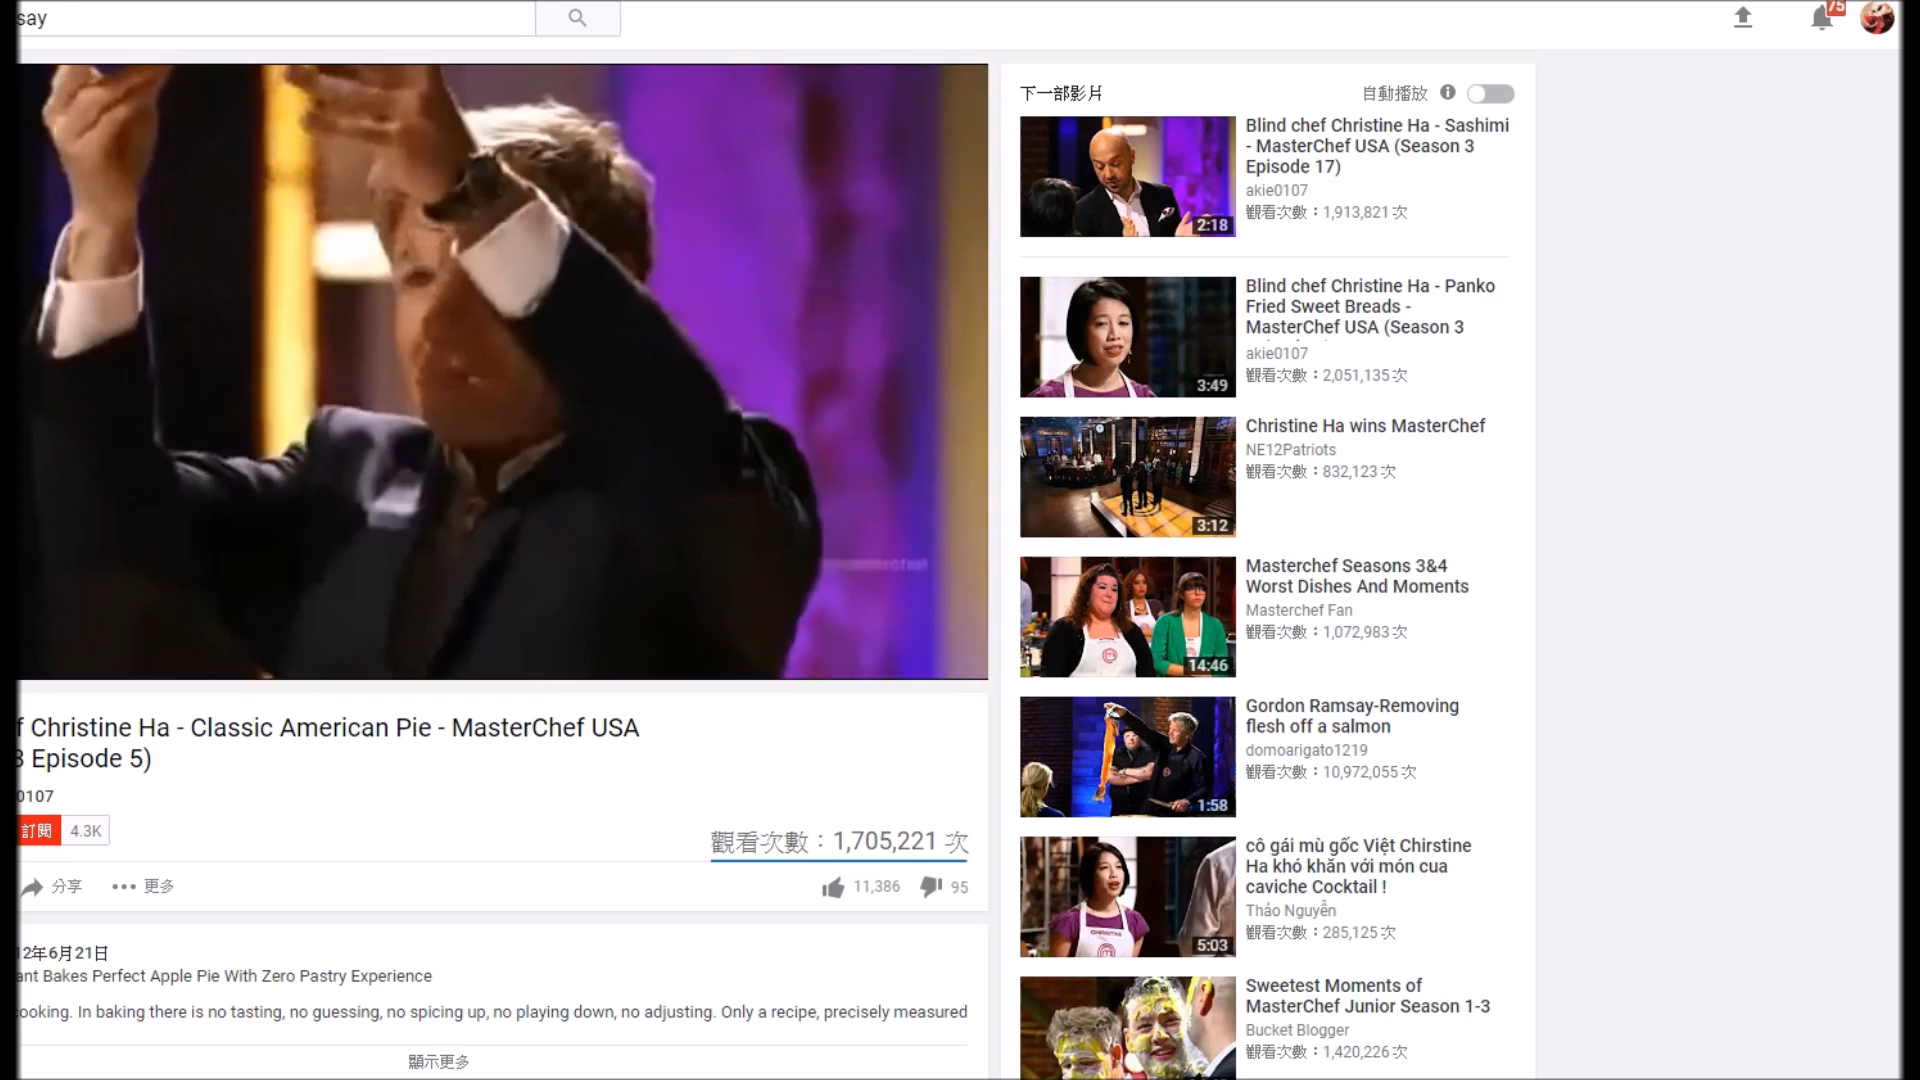 say
75
下一部影片
自動播放
Blind chef Christine Ha - Sashimi
- MasterChef USA (Season 3
Episode 17)
akie0107
觀看次數：1,913,821 次
2:18
Blind chef Christine Ha - Panko
Fried Sweet Breads -
MasterChef USA (Season 3
akie0107
觀看次數：2,051,135 次
3:49
Christine Ha wins MasterChef
NE12Patriots
觀看次數：832,123 次
3:12
Masterchef Seasons 3&4
Worst Dishes And Moments
Masterchef Fan
觀看次數：1,072,983 次
14:46
Gordon Ramsay-Removing
flesh off a salmon
domoarigato1219
觀看次數：10,972,055 次
1:58
cô gái mù gốc Việt Chirstine
Ha khó khăn với món cua
caviche Cocktail !
Thảo Nguyễn
觀看次數：285,125 次
CHRISTINE
5:03
Sweetest Moments of
MasterChef Junior Season 1-3
Bucket Blogger
觀看次數：1,420,226 次
f Christine Ha - Classic American Pie - MasterChef USA
3 Episode 5)
0107
訂閱 4.3K
觀看次數：1,705,221 次
分享 更多
11,386 95
12年6月21日
ant Bakes Perfect Apple Pie With Zero Pastry Experience
cooking. In baking there is no tasting, no guessing, no spicing up, no playing down, no adjusting. Only a recipe, precisely measured
顯示更多